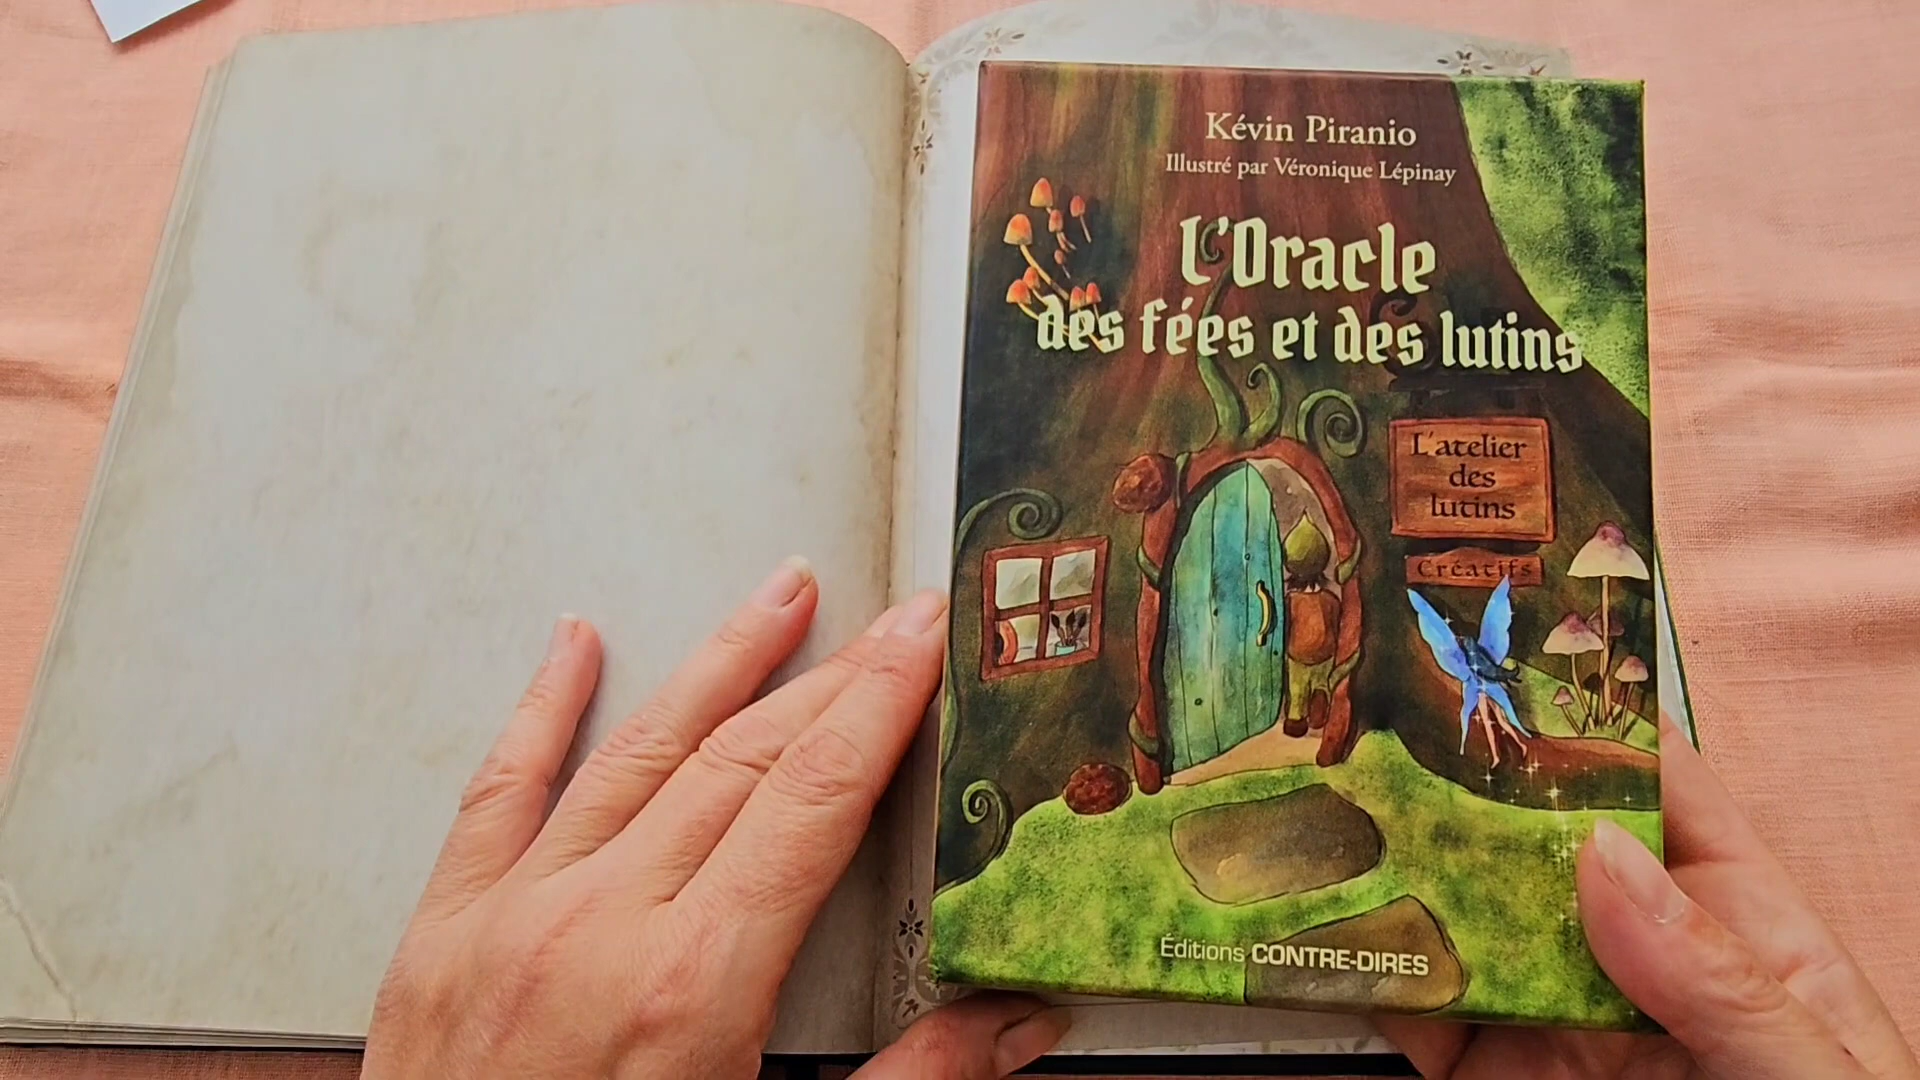 Kévin Piranio
Illustré par Véronique Lépinay
l'Oracle
des fées et des lutins
L'atelier
des
lutins
Créatifs
Éditions CONTRE-DIRES